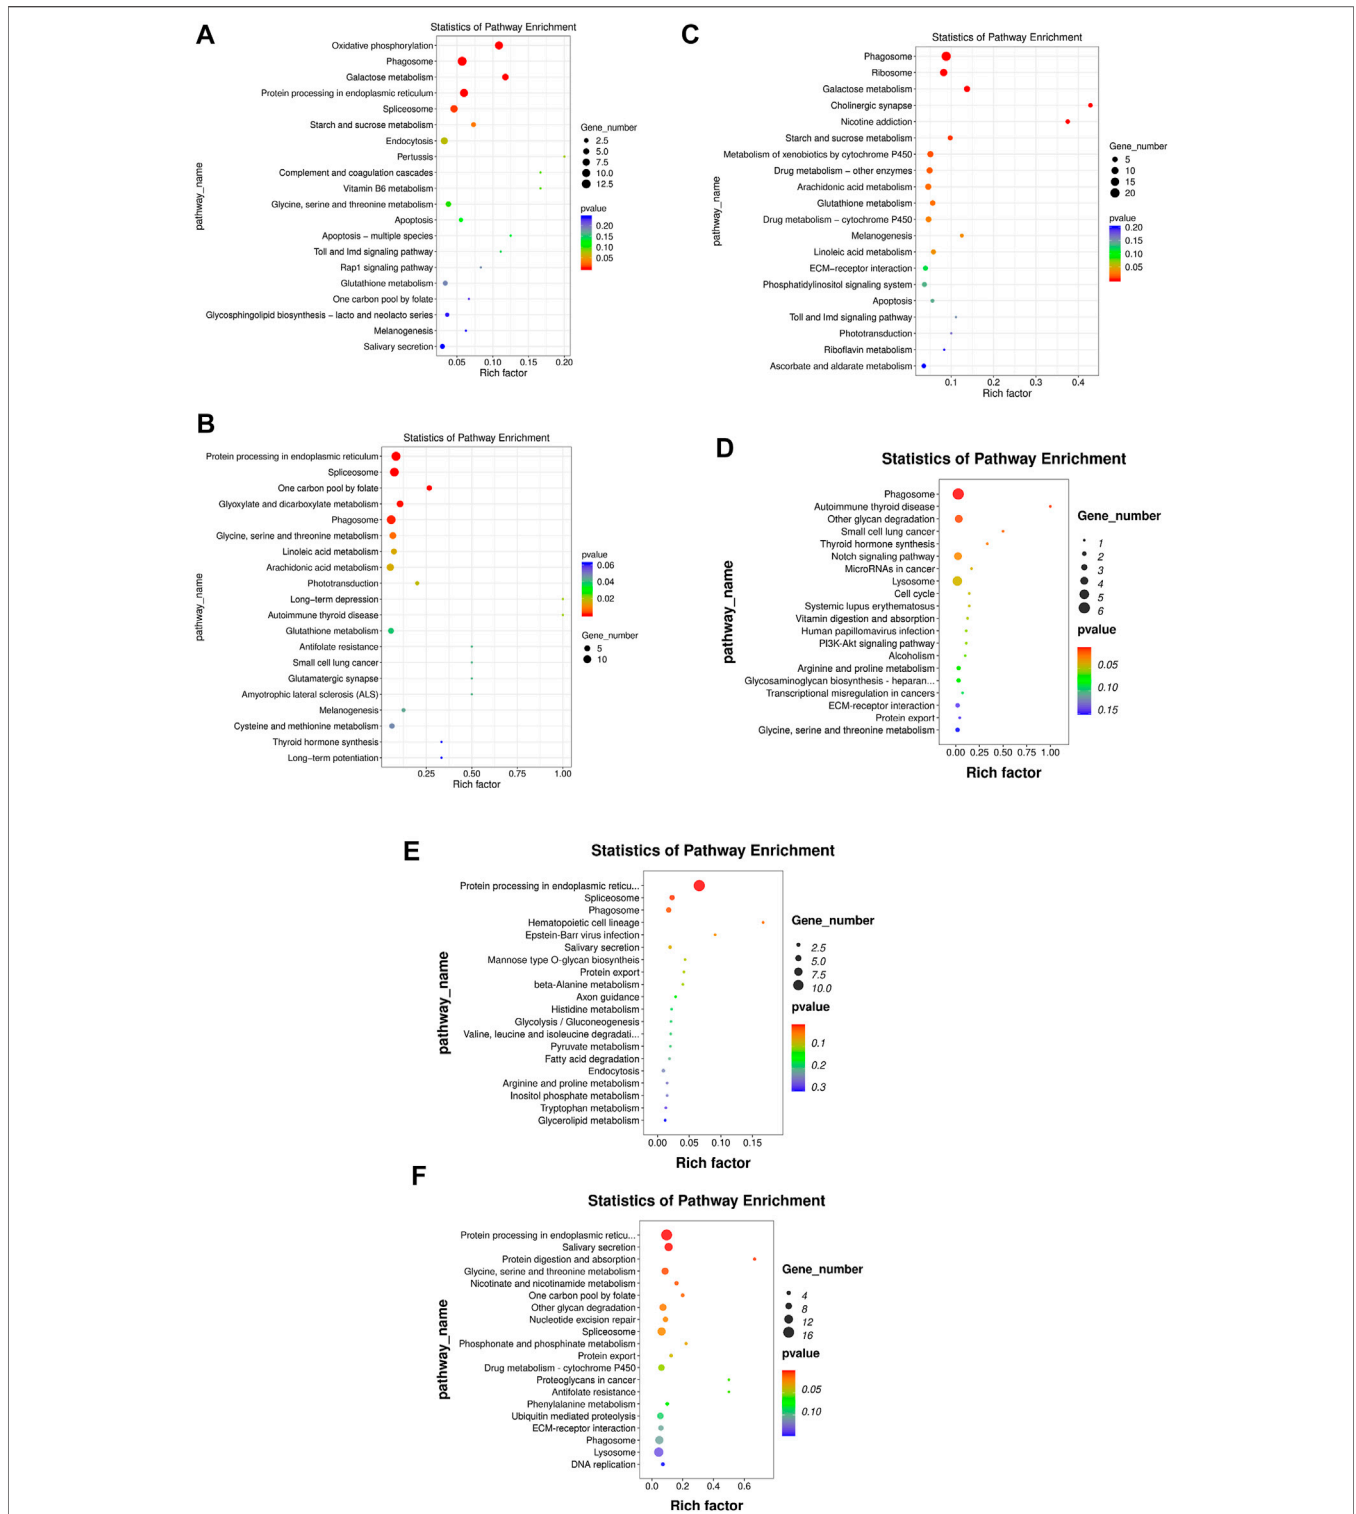 A
Statistics of Pathway Enrichment
Oxidative phosphorylation
Phagosome
Galactose metabolism
Protein processing in endoplasmic reticulum
Spliceosome
Starch and sucrose metabolism
Endocytosis
Pertussis
Complement and coagulation cascades
Vitamin B6 metabolism
Glycine, serine and threonine metabolism
Apoptosis
Apoptosis − multiple species
Toll and Imd signaling pathway
Rap1 signaling pathway
Glutathione metabolism
One carbon pool by folate
Glycosphingolipid biosynthesis − lacto and neolacto series
Melanogenesis
Salivary secretion
pathway_name
0.05 0.10 0.15 0.20
Rich factor
Gene_number
2.5
5.0
7.5
10.0
12.5
pvalue
0.20
0.15
0.10
0.05
C
Statistics of Pathway Enrichment
Phagosome
Ribosome
Galactose metabolism
Cholinergic synapse
Nicotine addiction
Starch and sucrose metabolism
Metabolism of xenobiotics by cytochrome P450
Drug metabolism − other enzymes
Arachidonic acid metabolism
Glutathione metabolism
Drug metabolism − cytochrome P450
Melanogenesis
Linoleic acid metabolism
ECM−receptor interaction
Phosphatidylinositol signaling system
Apoptosis
Toll and Imd signaling pathway
Phototransduction
Riboflavin metabolism
Ascorbate and aldarate metabolism
pathway_name
0.1 0.2 0.3 0.4
Rich factor
Gene_number
5
10
15
20
pvalue
0.20
0.15
0.10
0.05
B
Statistics of Pathway Enrichment
Protein processing in endoplasmic reticulum
Spliceosome
One carbon pool by folate
Glyoxylate and dicarboxylate metabolism
Phagosome
Glycine, serine and threonine metabolism
Linoleic acid metabolism
Arachidonic acid metabolism
Phototransduction
Long−term depression
Autoimmune thyroid disease
Glutathione metabolism
Antifolate resistance
Small cell lung cancer
Glutamatergic synapse
Amyotrophic lateral sclerosis (ALS)
Melanogenesis
Cysteine and methionine metabolism
Thyroid hormone synthesis
Long−term potentiation
pathway_name
0.25 0.50 0.75 1.00
Rich factor
pvalue
0.06
0.04
0.02
Gene_number
5
10
D
Statistics of Pathway Enrichment
Phagosome
Autoimmune thyroid disease
Other glycan degradation
Small cell lung cancer
Thyroid hormone synthesis
Notch signaling pathway
MicroRNAs in cancer
Lysosome
Cell cycle
Systemic lupus erythematosus
Vitamin digestion and absorption
Human papillomavirus infection
PI3K-Akt signaling pathway
Alcoholism
Arginine and proline metabolism
Glycosaminoglycan biosynthesis - heparan...
Transcriptional misregulation in cancers
ECM-receptor interaction
Protein export
Glycine, serine and threonine metabolism
pathway_name
0.00 0.25 0.50 0.75 1.00
Rich factor
Gene_number
1
2
3
4
5
6
pvalue
0.05
0.10
0.15
E
Statistics of Pathway Enrichment
Protein processing in endoplasmic reticu...
Spliceosome
Phagosome
Hematopoietic cell lineage
Epstein-Barr virus infection
Salivary secretion
Mannose type O-glycan biosyntheis
Protein export
beta-Alanine metabolism
Axon guidance
Histidine metabolism
Glycolysis / Gluconeogenesis
Valine, leucine and isoleucine degradati...
Pyruvate metabolism
Fatty acid degradation
Endocytosis
Arginine and proline metabolism
Inositol phosphate metabolism
Tryptophan metabolism
Glycerolipid metabolism
pathway_name
0.00 0.05 0.10 0.15
Rich factor
Gene_number
2.5
5.0
7.5
10.0
pvalue
0.1
0.2
0.3
F
Statistics of Pathway Enrichment
Protein processing in endoplasmic reticu...
Salivary secretion
Protein digestion and absorption
Glycine, serine and threonine metabolism
Nicotinate and nicotinamide metabolism
One carbon pool by folate
Other glycan degradation
Nucleotide excision repair
Spliceosome
Phosphonate and phosphinate metabolism
Protein export
Drug metabolism - cytochrome P450
Proteoglycans in cancer
Antifolate resistance
Phenylalanine metabolism
Ubiquitin mediated proteolysis
ECM-receptor interaction
Phagosome
Lysosome
DNA replication
pathway_name
0.0 0.2 0.4 0.6
Rich factor
Gene_number
4
8
12
16
pvalue
0.05
0.10